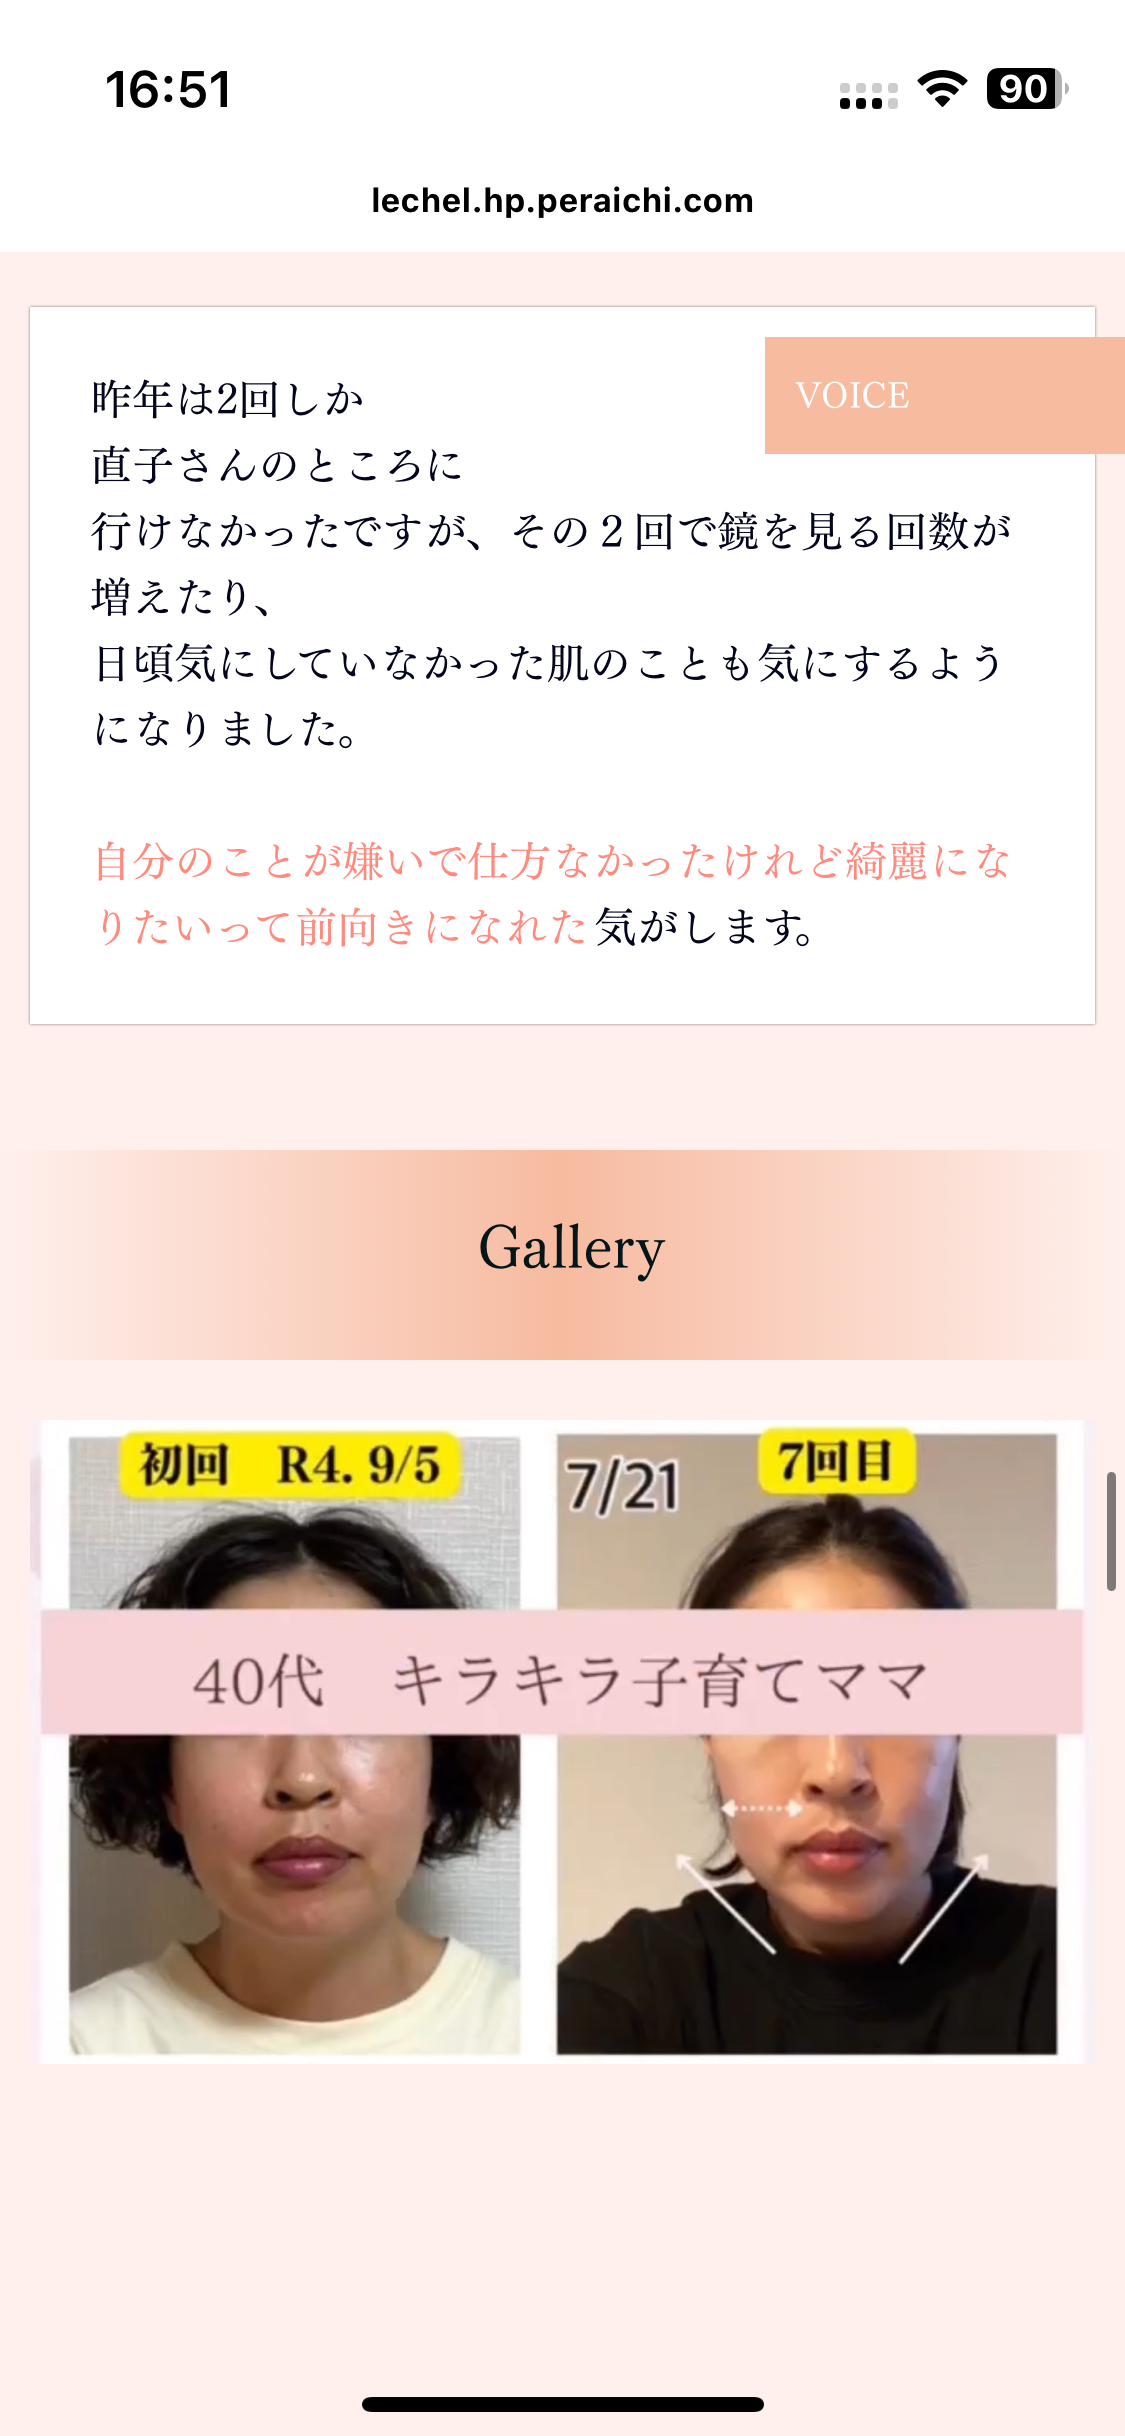 16:51
90
lechel.hp.peraichi.com
VOICE
昨年は2回しか
直子さんのところに
行けなかったですが、その２回で鏡を見る回数が
増えたり、
日頃気にしていなかった肌のことも気にするよう
になりました。
自分のことが嫌いで仕方なかったけれど綺麗にな
りたいって前向きになれた気がします。
Gallery
初回　R4. 9/5
7/21
7回目
40代　キラキラ子育てママ